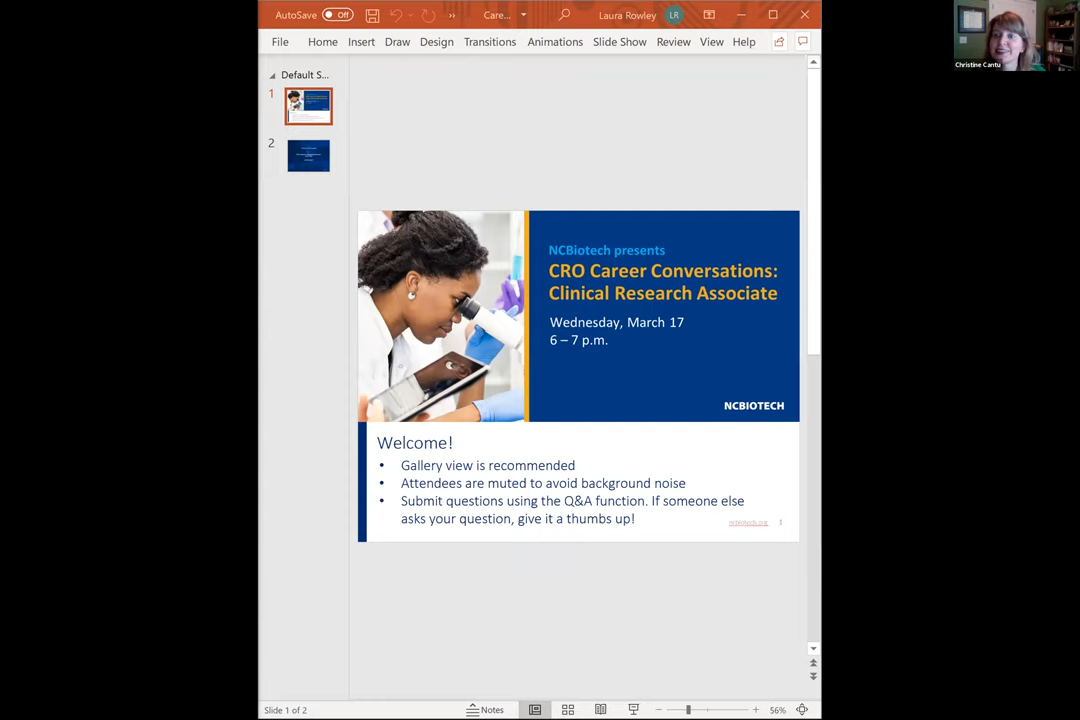 AutoSave Off Care... Laura Rowley LR
File Home Insert Draw Design Transitions Animations Slide Show Review View Help
Christine Cantu
Default S...
1
2
NCBiotech presents
CRO Career Conversations:
Clinical Research Associate
Wednesday, March 17
6 – 7 p.m.
NCBIOTECH
Welcome!
• Gallery view is recommended
• Attendees are muted to avoid background noise
• Submit questions using the Q&A function. If someone else
asks your question, give it a thumbs up!
ncbiotech.org 1
Slide 1 of 2 Notes 56%